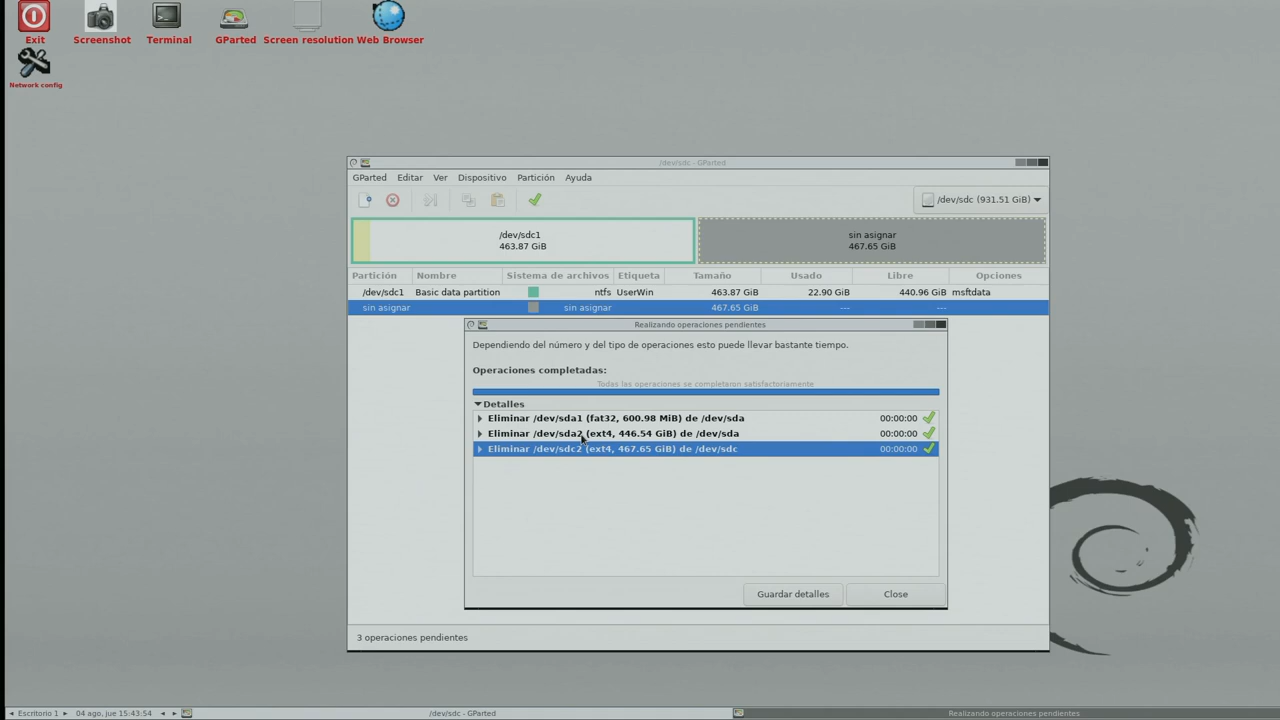 Exit
Screenshot
Terminal
GParted
Screen resolution
Web Browser
Network config
/dev/sdc - GParted
GParted Editar Ver Dispositivo Partición Ayuda
/dev/sdc (931.51 GiB)
/dev/sdc1
463.87 GiB
sin asignar
467.65 GiB
Partición Nombre Sistema de archivos Etiqueta Tamaño Usado Libre Opciones
/dev/sdc1 Basic data partition ntfs UserWin 463.87 GiB 22.90 GiB 440.96 GiB msftdata
sin asignar sin asignar 467.65 GiB --- ---
Realizando operaciones pendientes
Dependiendo del número y del tipo de operaciones esto puede llevar bastante tiempo.
Operaciones completadas:
Todas las operaciones se completaron satisfactoriamente
Detalles
Eliminar /dev/sda1 (fat32, 600.98 MiB) de /dev/sda 00:00:00
Eliminar /dev/sda2 (ext4, 446.54 GiB) de /dev/sda 00:00:00
Eliminar /dev/sdc2 (ext4, 467.65 GiB) de /dev/sdc 00:00:00
Guardar detalles Close
3 operaciones pendientes
Escritorio 1 04 ago, jue 15:43:54 /dev/sdc - GParted Realizando operaciones pendientes